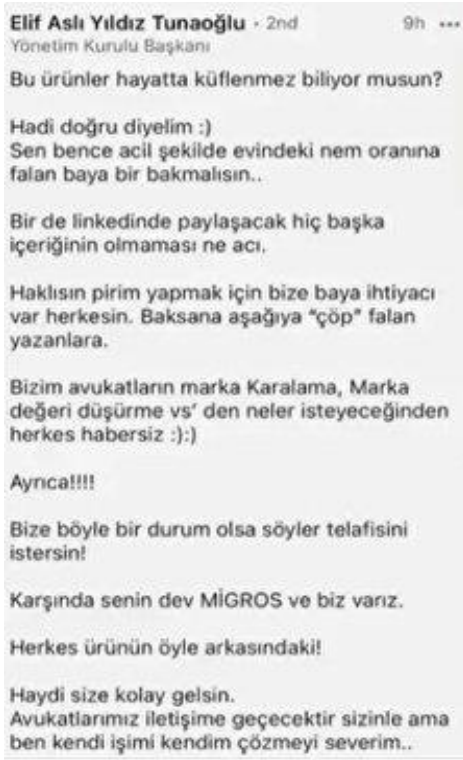 Elif Aslı Yıldız Tunaoğlu · 2nd 9h ...
Yönetim Kurulu Başkanı
Bu ürünler hayatta küflenmez biliyor musun?
Hadi doğru diyelim :)
Sen bence acil şekilde evindeki nem oranına
falan baya bir bakmalısın..
Bir de linkedinde paylaşacak hiç başka
içeriğinin olmaması ne acı.
Haklısın pirim yapmak için bize baya ihtiyacı
var herkesin. Baksana aşağıya "çöp" falan
yazanlara.
Bizim avukatların marka Karalama, Marka
değeri düşürme vs' den neler isteyeceğinden
herkes habersiz :):)
Ayrıca!!!!
Bize böyle bir durum olsa söyler telafisini
istersin!
Karşında senin dev MİGROS ve biz varız.
Herkes ürünün öyle arkasındaki!
Haydi size kolay gelsin.
Avukatlarımız iletişime geçecektir sizinle ama
ben kendi işimi kendim çözmeyi severim..